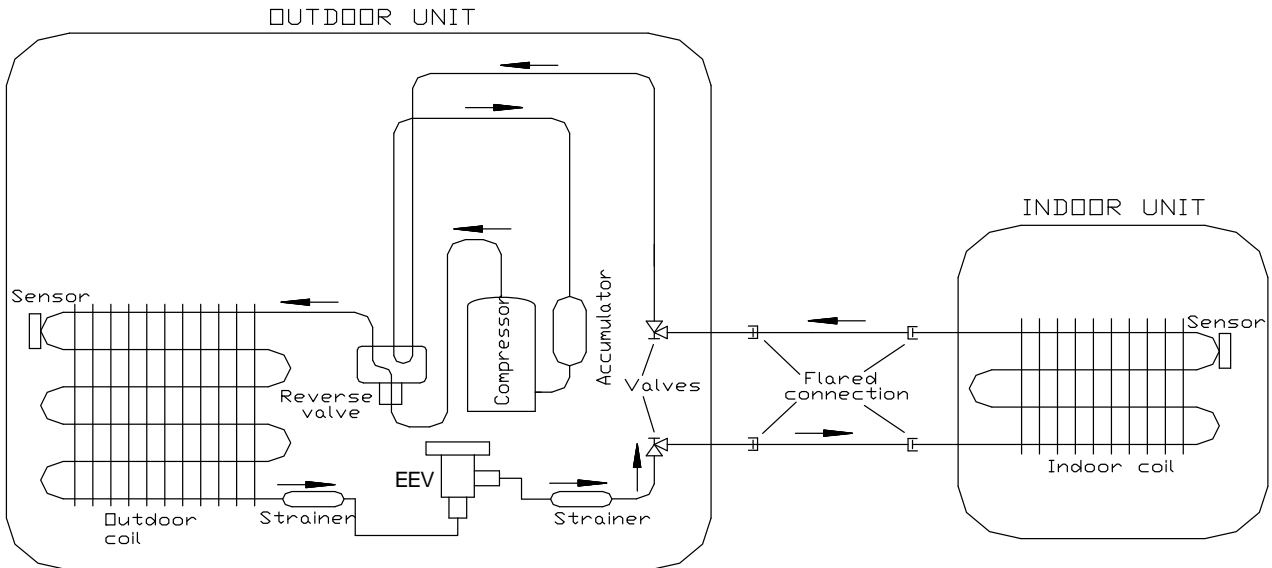 OUTDOOR UNIT
INDOOR UNIT
Sensor
Compressor
Accumulator
Sensor
Reverse
valve
Valves
Flared
connection
EEV
Indoor coil
Outdoor
coil
Strainer
Strainer